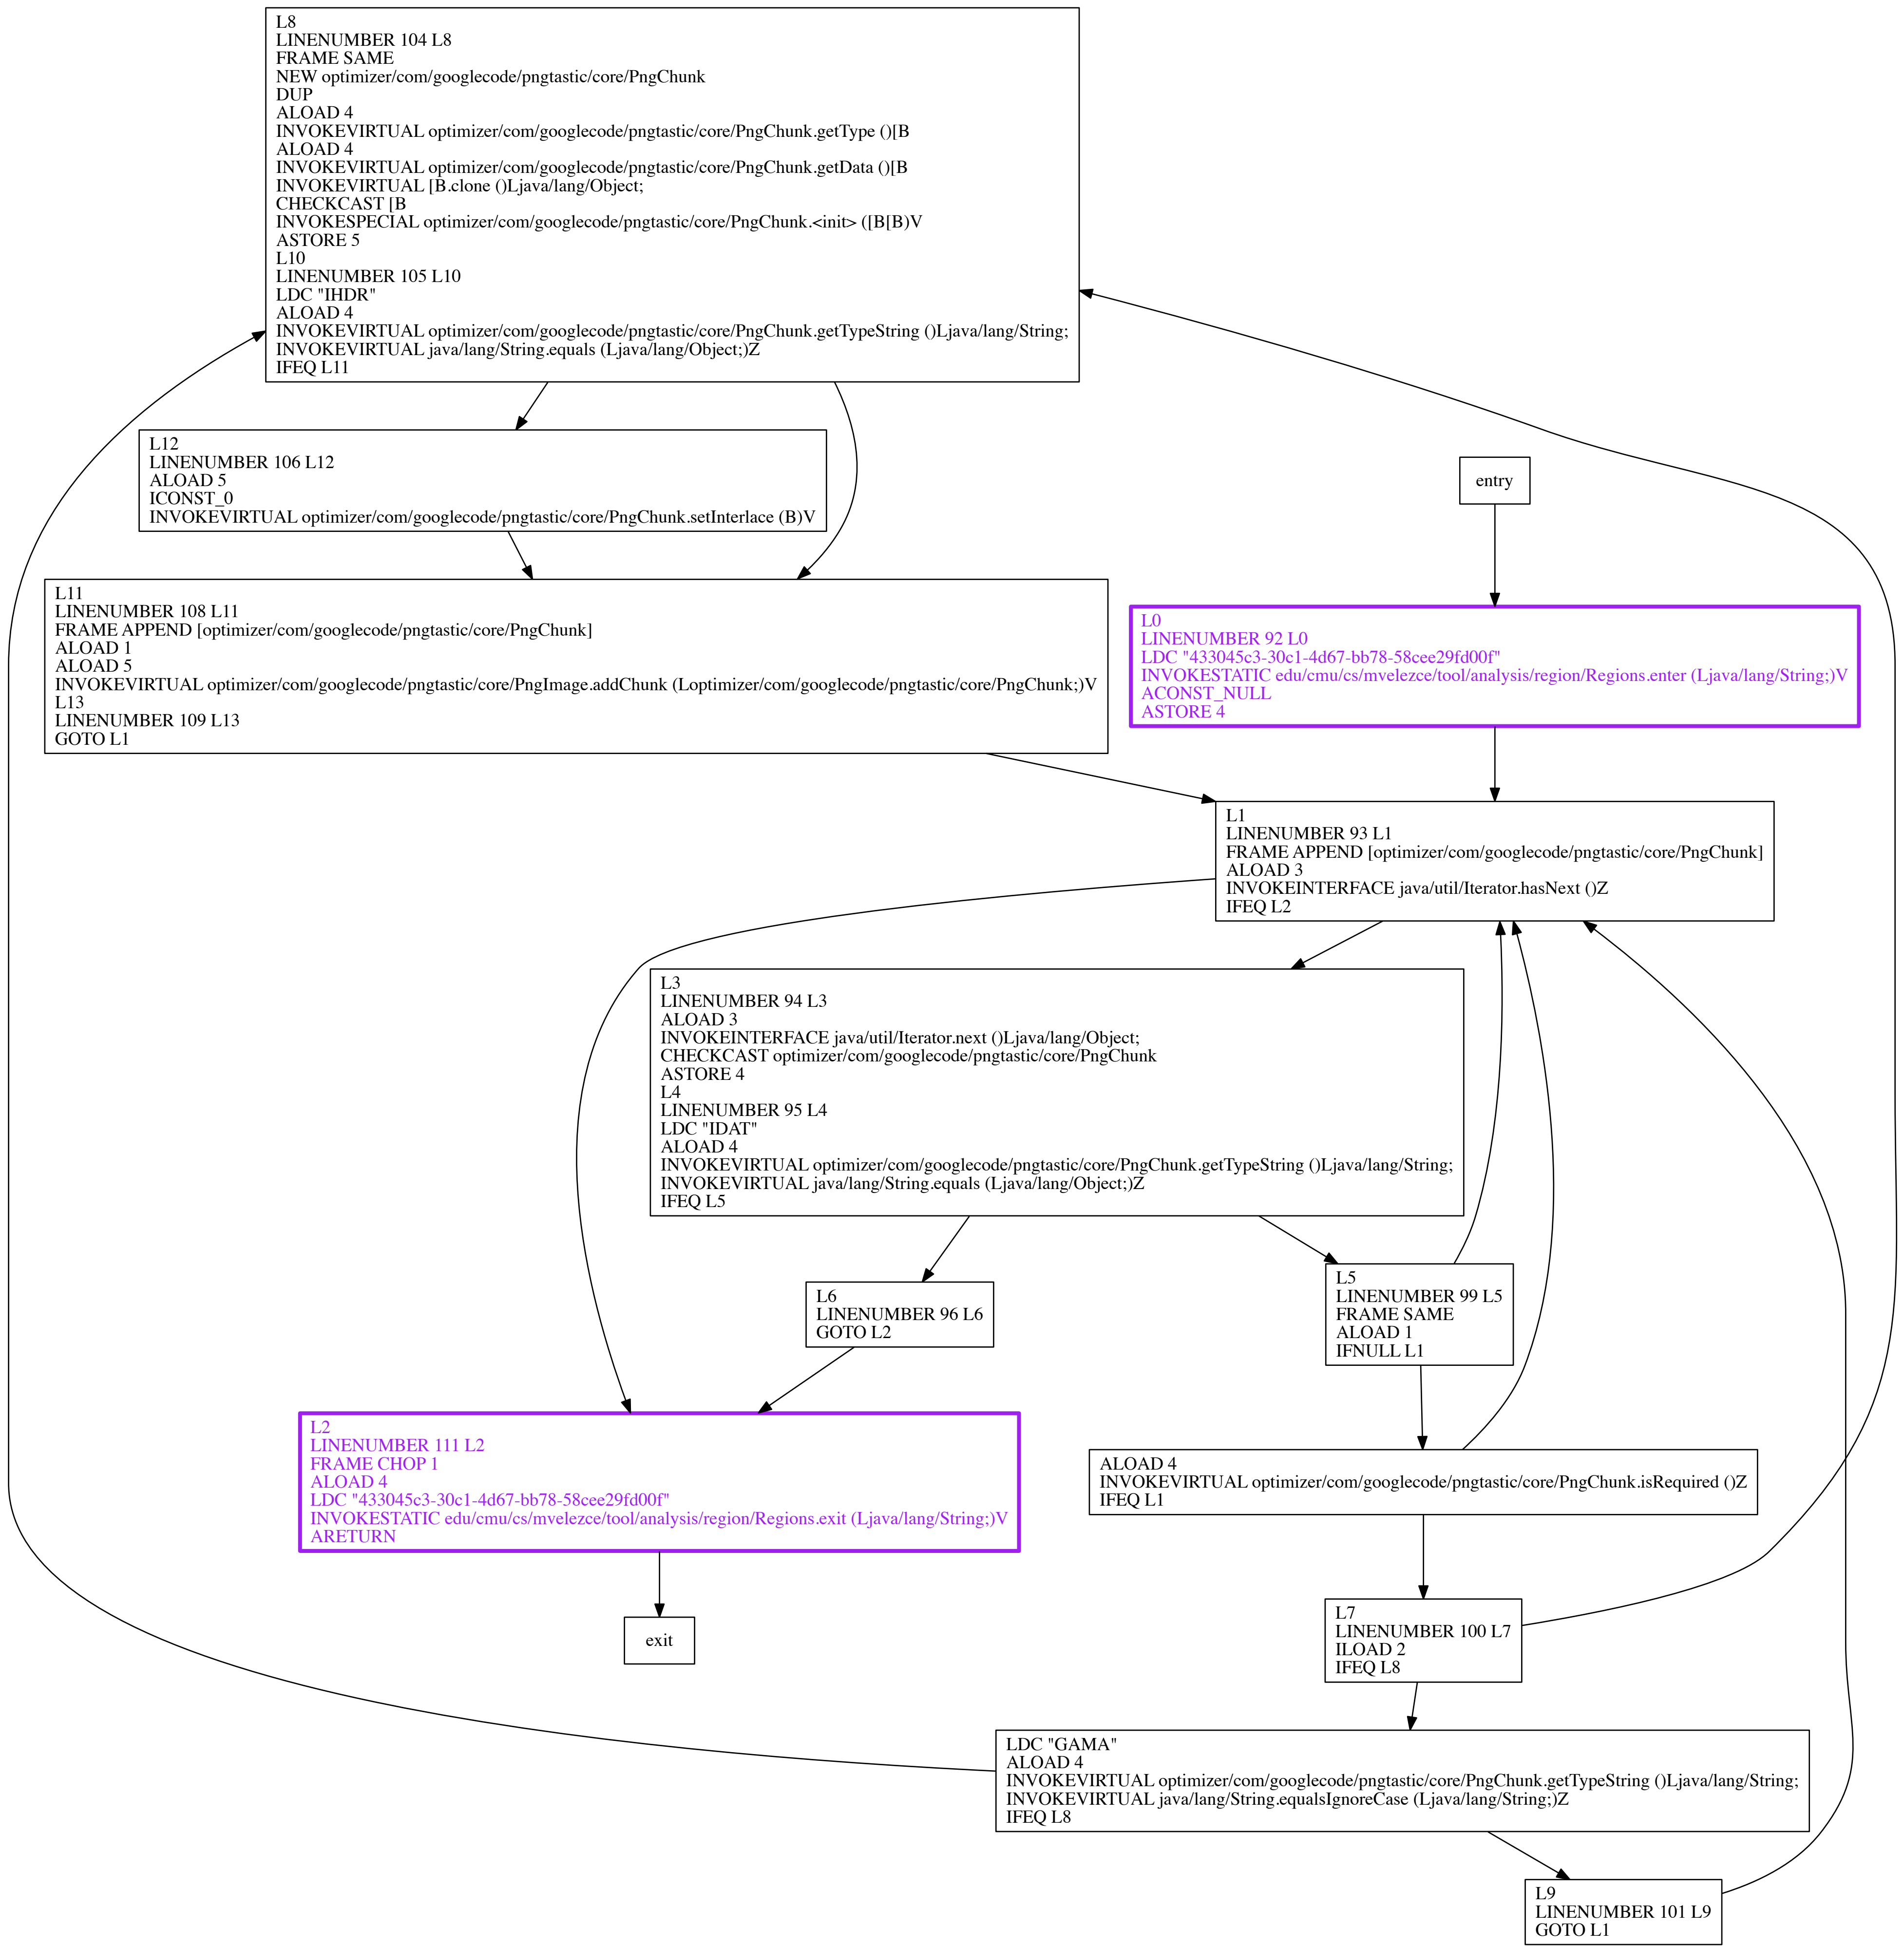 L8
LINENUMBER 104 L8
FRAME SAME
NEW optimizer/com/googlecode/pngtastic/core/PngChunk
DUP
ALOAD 4
INVOKEVIRTUAL optimizer/com/googlecode/pngtastic/core/PngChunk.getType ()[B
ALOAD 4
INVOKEVIRTUAL optimizer/com/googlecode/pngtastic/core/PngChunk.getData ()[B
INVOKEVIRTUAL [B.clone ()Ljava/lang/Object;
CHECKCAST [B
INVOKESPECIAL optimizer/com/googlecode/pngtastic/core/PngChunk.<init> ([B[B)V
ASTORE 5
L10
LINENUMBER 105 L10
LDC "IHDR"
ALOAD 4
INVOKEVIRTUAL optimizer/com/googlecode/pngtastic/core/PngChunk.getTypeString ()Ljava/lang/String;
INVOKEVIRTUAL java/lang/String.equals (Ljava/lang/Object;)Z
IFEQ L11
L12
LINENUMBER 106 L12
ALOAD 5
ICONST_0
INVOKEVIRTUAL optimizer/com/googlecode/pngtastic/core/PngChunk.setInterlace (B)V
entry
L11
LINENUMBER 108 L11
FRAME APPEND [optimizer/com/googlecode/pngtastic/core/PngChunk]
ALOAD 1
ALOAD 5
INVOKEVIRTUAL optimizer/com/googlecode/pngtastic/core/PngImage.addChunk (Loptimizer/com/googlecode/pngtastic/core/PngChunk;)V
L13
LINENUMBER 109 L13
GOTO L1
L0
LINENUMBER 92 L0
LDC "433045c3-30c1-4d67-bb78-58cee29fd00f"
INVOKESTATIC edu/cmu/cs/mvelezce/tool/analysis/region/Regions.enter (Ljava/lang/String;)V
ACONST_NULL
ASTORE 4
L1
LINENUMBER 93 L1
FRAME APPEND [optimizer/com/googlecode/pngtastic/core/PngChunk]
ALOAD 3
INVOKEINTERFACE java/util/Iterator.hasNext ()Z
IFEQ L2
L3
LINENUMBER 94 L3
ALOAD 3
INVOKEINTERFACE java/util/Iterator.next ()Ljava/lang/Object;
CHECKCAST optimizer/com/googlecode/pngtastic/core/PngChunk
ASTORE 4
L4
LINENUMBER 95 L4
LDC "IDAT"
ALOAD 4
INVOKEVIRTUAL optimizer/com/googlecode/pngtastic/core/PngChunk.getTypeString ()Ljava/lang/String;
INVOKEVIRTUAL java/lang/String.equals (Ljava/lang/Object;)Z
IFEQ L5
L6
LINENUMBER 96 L6
GOTO L2
L5
LINENUMBER 99 L5
FRAME SAME
ALOAD 1
IFNULL L1
L2
LINENUMBER 111 L2
FRAME CHOP 1
ALOAD 4
LDC "433045c3-30c1-4d67-bb78-58cee29fd00f"
INVOKESTATIC edu/cmu/cs/mvelezce/tool/analysis/region/Regions.exit (Ljava/lang/String;)V
ARETURN
ALOAD 4
INVOKEVIRTUAL optimizer/com/googlecode/pngtastic/core/PngChunk.isRequired ()Z
IFEQ L1
exit
L7
LINENUMBER 100 L7
ILOAD 2
IFEQ L8
LDC "GAMA"
ALOAD 4
INVOKEVIRTUAL optimizer/com/googlecode/pngtastic/core/PngChunk.getTypeString ()Ljava/lang/String;
INVOKEVIRTUAL java/lang/String.equalsIgnoreCase (Ljava/lang/String;)Z
IFEQ L8
L9
LINENUMBER 101 L9
GOTO L1